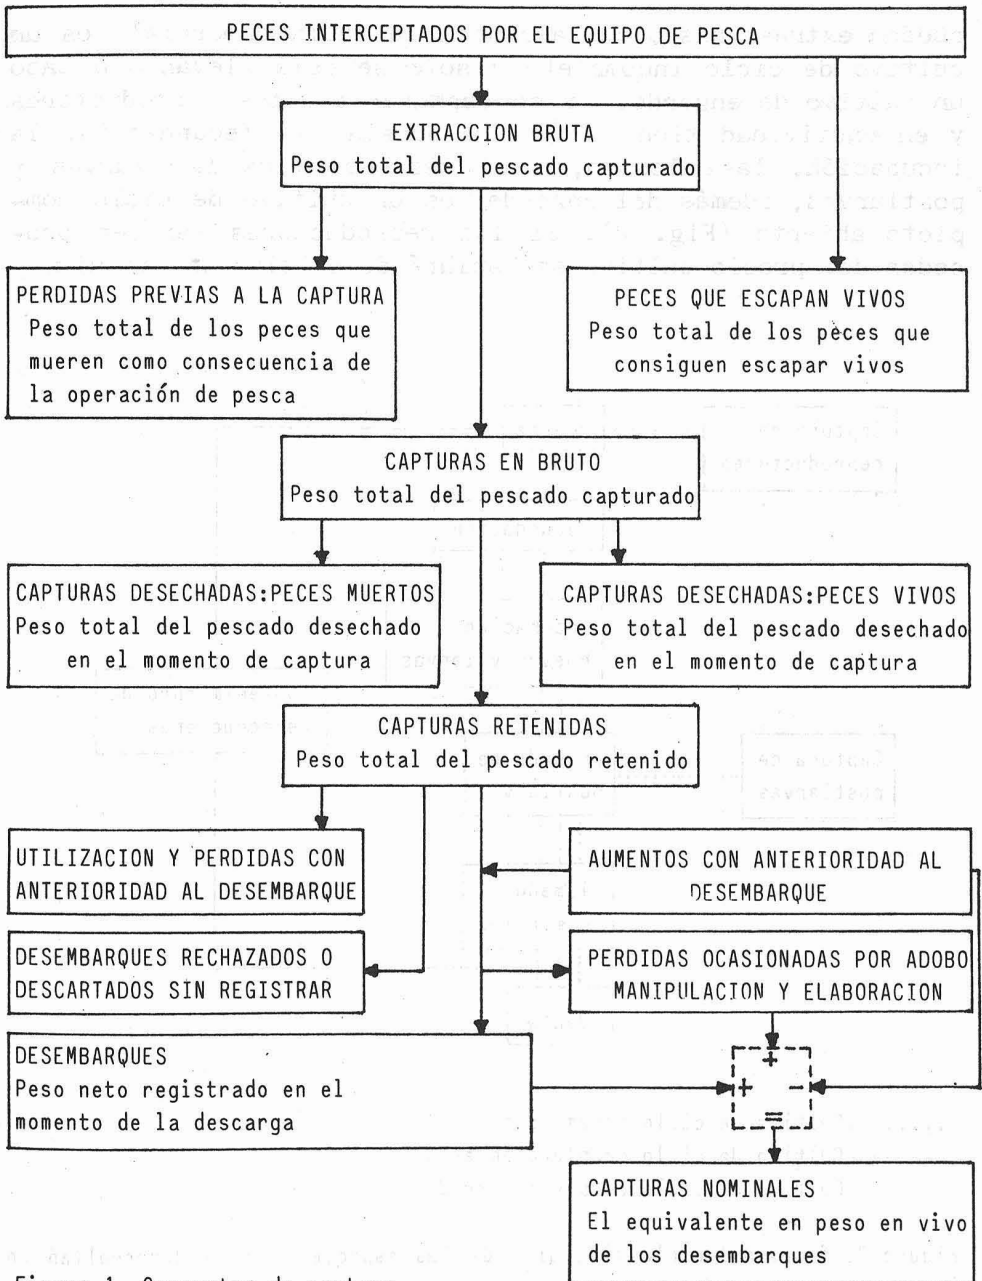 PECES INTERCEPTADOS POR EL EQUIPO DE PESCA
EXTRACCION BRUTA
Peso total del pescado capturado
PERDIDAS PREVIAS A LA CAPTURA
Peso total de los peces que
mueren como consecuencia de
la operación de pesca
PECES QUE ESCAPAN VIVOS
Peso total de los peces que
consiguen escapar vivos
CAPTURAS EN BRUTO
Peso total del pescado capturado
CAPTURAS DESECHADAS:PECES MUERTOS
Peso total del pescado desechado
en el momento de captura
CAPTURAS DESECHADAS:PECES VIVOS
Peso total del pescado desechado
en el momento de captura
CAPTURAS RETENIDAS
Peso total del pescado retenido
UTILIZACION Y PERDIDAS CON
ANTERIORIDAD AL DESEMBARQUE
AUMENTOS CON ANTERIORIDAD AL
DESEMBARQUE
DESEMBARQUES RECHAZADOS O
DESCARTADOS SIN REGISTRAR
PERDIDAS OCASIONADAS POR ADOBO
MANIPULACION Y ELABORACION
DESEMBARQUES
Peso neto registrado en el
momento de la descarga
+
+ -
=
CAPTURAS NOMINALES
El equivalente en peso en vivo
de los desembarques